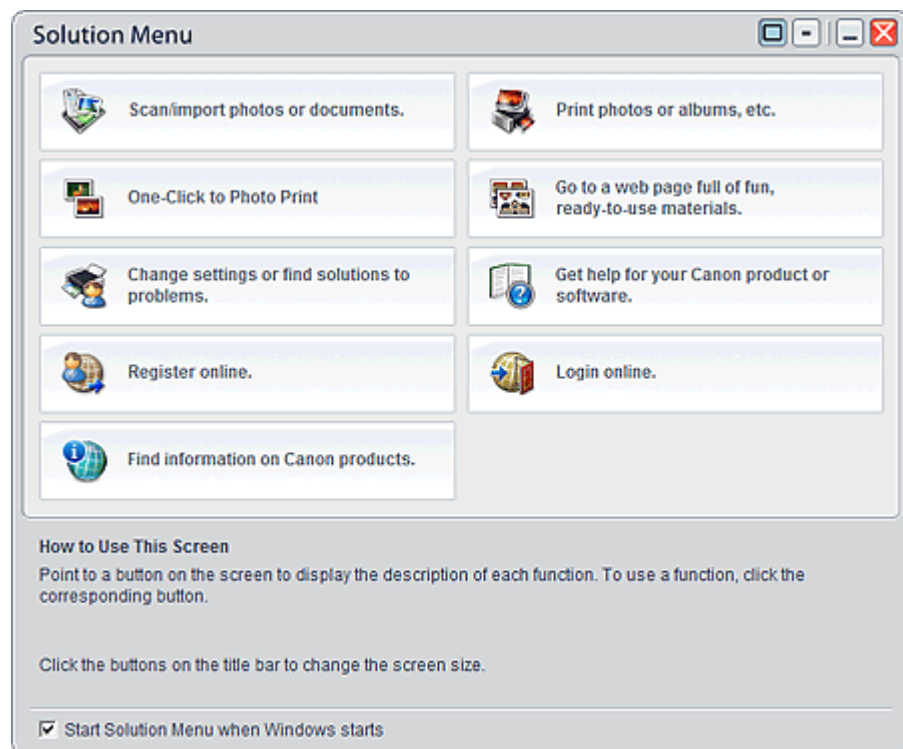 Solution Menu
Scan/import photos or documents.
Print photos or albums, etc.
One-Click to Photo Print
Go to a web page full of fun,
ready-to-use materials.
Change settings or find solutions to
problems.
Get help for your Canon product or
software.
Register online.
Login online.
Find information on Canon products.
How to Use This Screen
Point to a button on the screen to display the description of each function. To use a function, click the
corresponding button.
Click the buttons on the title bar to change the screen size.
Start Solution Menu when Windows starts